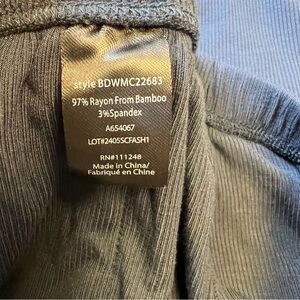 style BDWMC22683
97% Rayon From Bamboo
3%Spandex
A654067
LOT#2405SCFASH1
RN#111248
Made in China/
Fabriqué en Chine